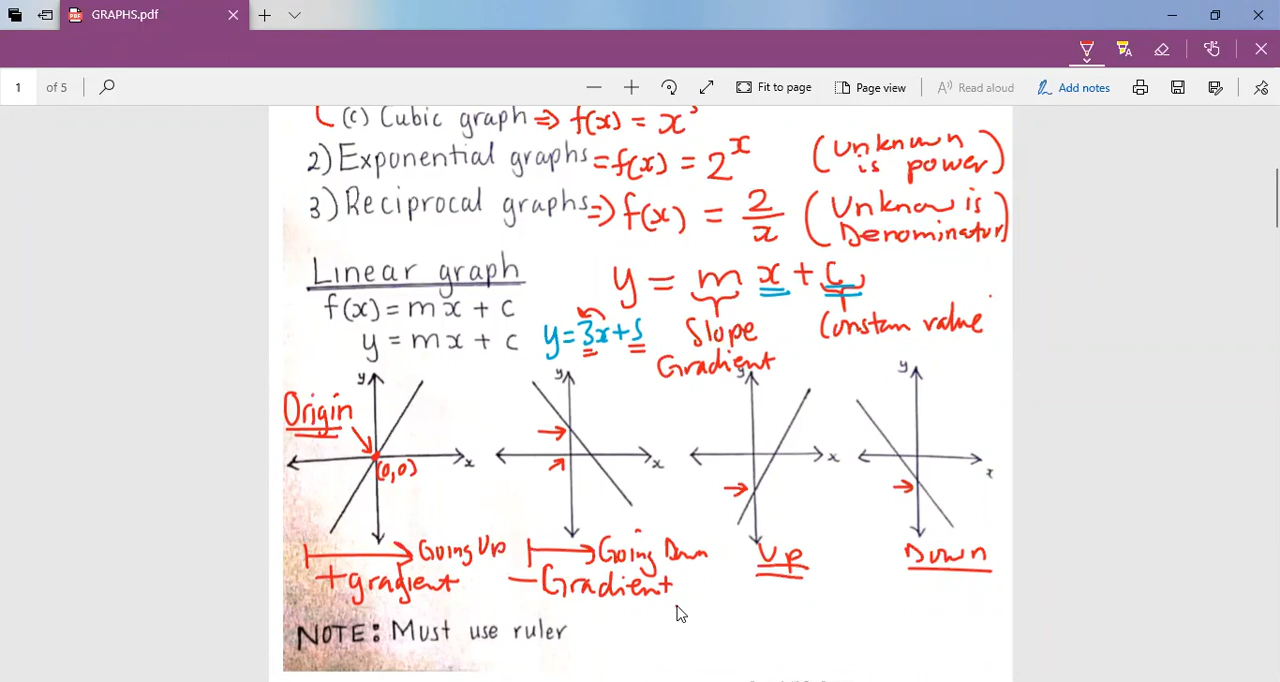 GRAPHS.pdf
1 of 5
Fit to page
Page view
Read aloud
Add notes
(c) Cubic graph => f(x) = x³
2) Exponential graphs = f(x) = 2^x (Unknown is power)
3) Reciprocal graphs => f(x) = 2/x (Unknow is Denominator)
Linear graph
y = mx + c
f(x) = mx + c
y = mx + c
y = 3x + 5
Slope
Gradient
Constan value
y
y
y
y
Origin
(0,0)
x
x
x
x
Going Up
+ gradient
Going Down
- Gradient
Up
Down
NOTE: Must use ruler